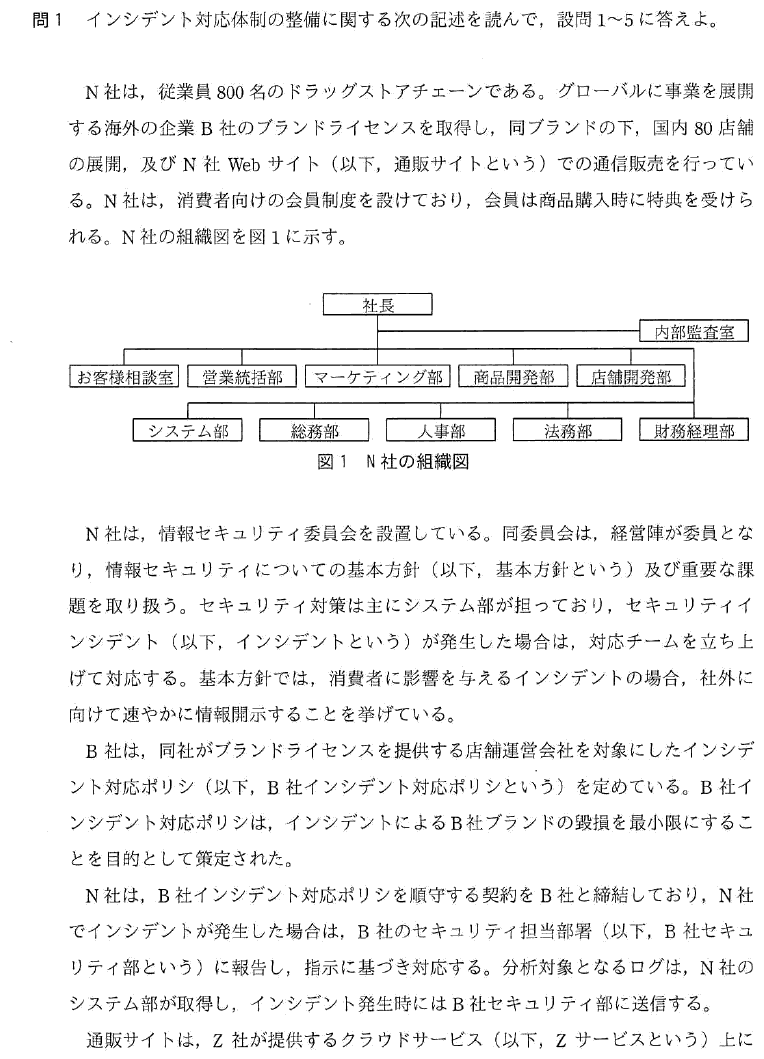 問1 インシデント対応体制の整備に関する次の記述を読んで，設問1～5に答えよ。
N社は，従業員800名のドラッグストアチェーンである。グローバルに事業を展開
する海外の企業B社のブランドライセンスを取得し，同ブランドの下，国内80店舗
の展開，及びN社Webサイト（以下，通販サイトという）での通信販売を行ってい
る。N社は，消費者向けの会員制度を設けており，会員は商品購入時に特典を受けら
れる。N社の組織図を図1に示す。
社長
内部監査室
お客様相談室 営業統括部 マーケティング部 商品開発部 店舗開発部
システム部 総務部 人事部 法務部 財務経理部
図1 N社の組織図
N社は，情報セキュリティ委員会を設置している。同委員会は，経営陣が委員とな
り，情報セキュリティについての基本方針（以下，基本方針という）及び重要な課
題を取り扱う。セキュリティ対策は主にシステム部が担っており，セキュリティイ
ンシデント（以下，インシデントという）が発生した場合は，対応チームを立ち上
げて対応する。基本方針では，消費者に影響を与えるインシデントの場合，社外に
向けて速やかに情報開示することを挙げている。
B社は，同社がブランドライセンスを提供する店舗運営会社を対象にしたインシデ
ント対応ポリシ（以下，B社インシデント対応ポリシという）を定めている。B社イ
ンシデント対応ポリシは，インシデントによるB社ブランドの毀損を最小限にするこ
とを目的として策定された。
N社は，B社インシデント対応ポリシを順守する契約をB社と締結しており，N社
でインシデントが発生した場合は，B社のセキュリティ担当部署（以下，B社セキュ
リティ部という）に報告し，指示に基づき対応する。分析対象となるログは，N社の
システム部が取得し，インシデント発生時にはB社セキュリティ部に送信する。
通販サイトは，Z社が提供するクラウドサービス（以下，Zサービスという）上に